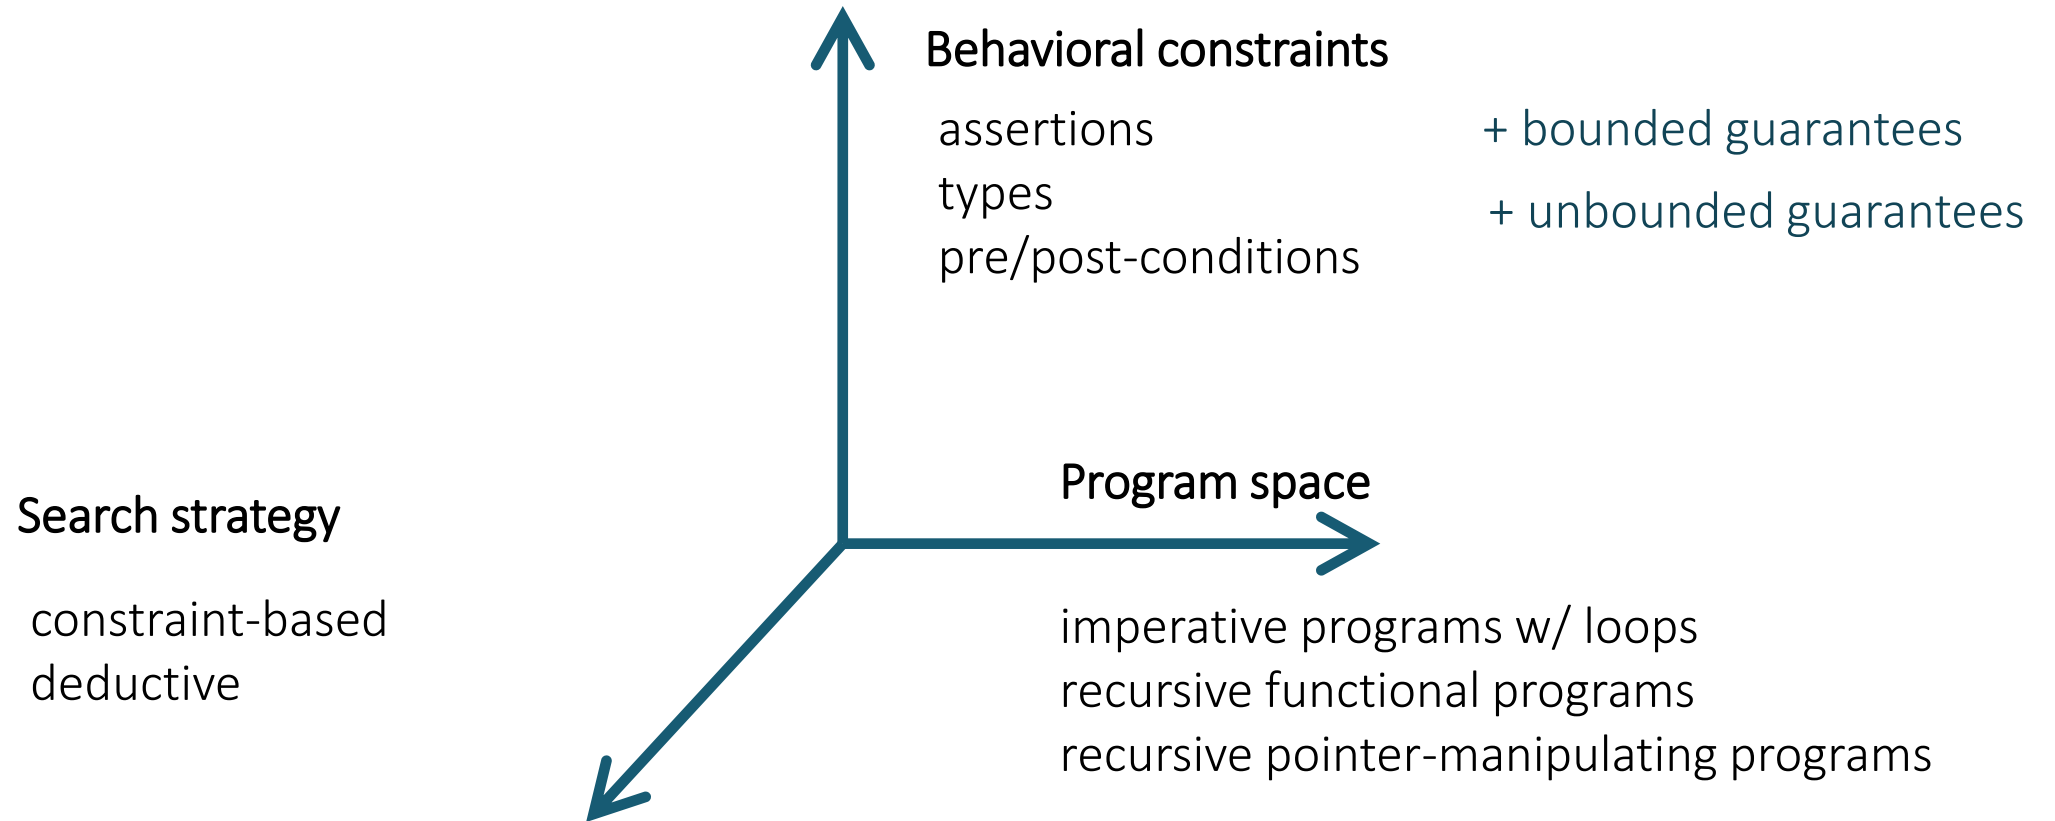 Behavioral constraints
assertions
+ bounded guarantees
types
+ unbounded guarantees
pre/post-conditions
Program space
Search strategy
constraint-based
deductive
imperative programs w/ loops
recursive functional programs
recursive pointer-manipulating programs